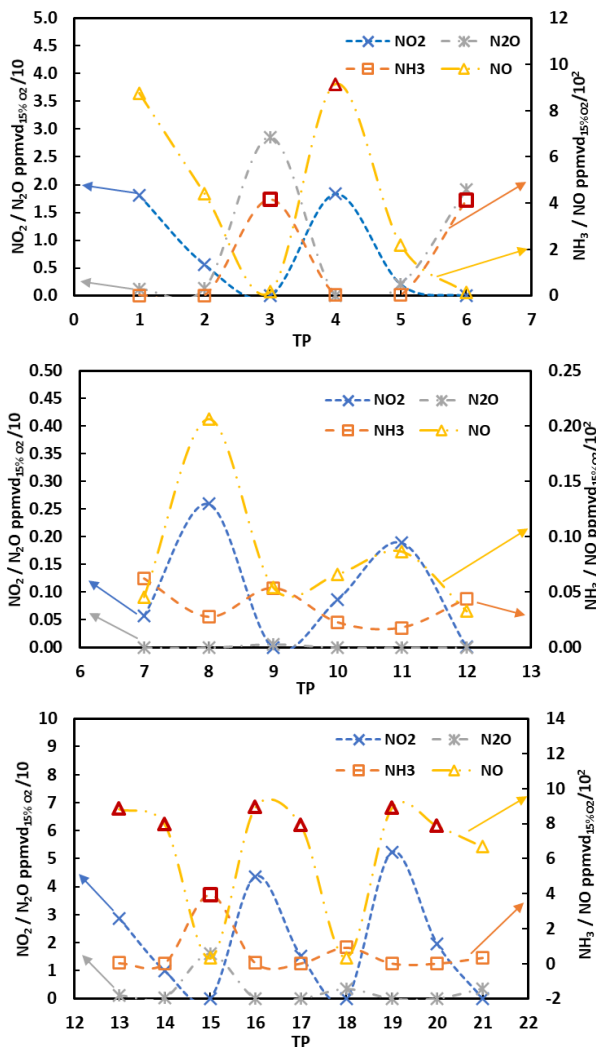 5.0
4.5
4.0
3.5
3.0
2.5
2.0
1.5
1.0
0.5
0.0
NO2 / N2O ppmvd15% O2/10
NO2
N2O
NH3
NO
12
10
8
6
4
2
0
NH3 / NO ppmvd15%O2/10²
0 1 2 3 4 5 6 7
TP
0.50
0.45
0.40
0.35
0.30
0.25
0.20
0.15
0.10
0.05
0.00
NO2 / N2O ppmvd15% O2/10
NO2
N2O
NH3
NO
0.25
0.20
0.15
0.10
0.05
0.00
NH3 / NO ppmvd15%O2/10²
6 7 8 9 10 11 12 13
TP
10
9
8
7
6
5
4
3
2
1
0
NO2 / N2O ppmvd15%O2/10
NO2
N2O
NH3
NO
14
12
10
8
6
4
2
0
-2
NH3 / NO ppmvd15%O2/10²
12 13 14 15 16 17 18 19 20 21 22
TP